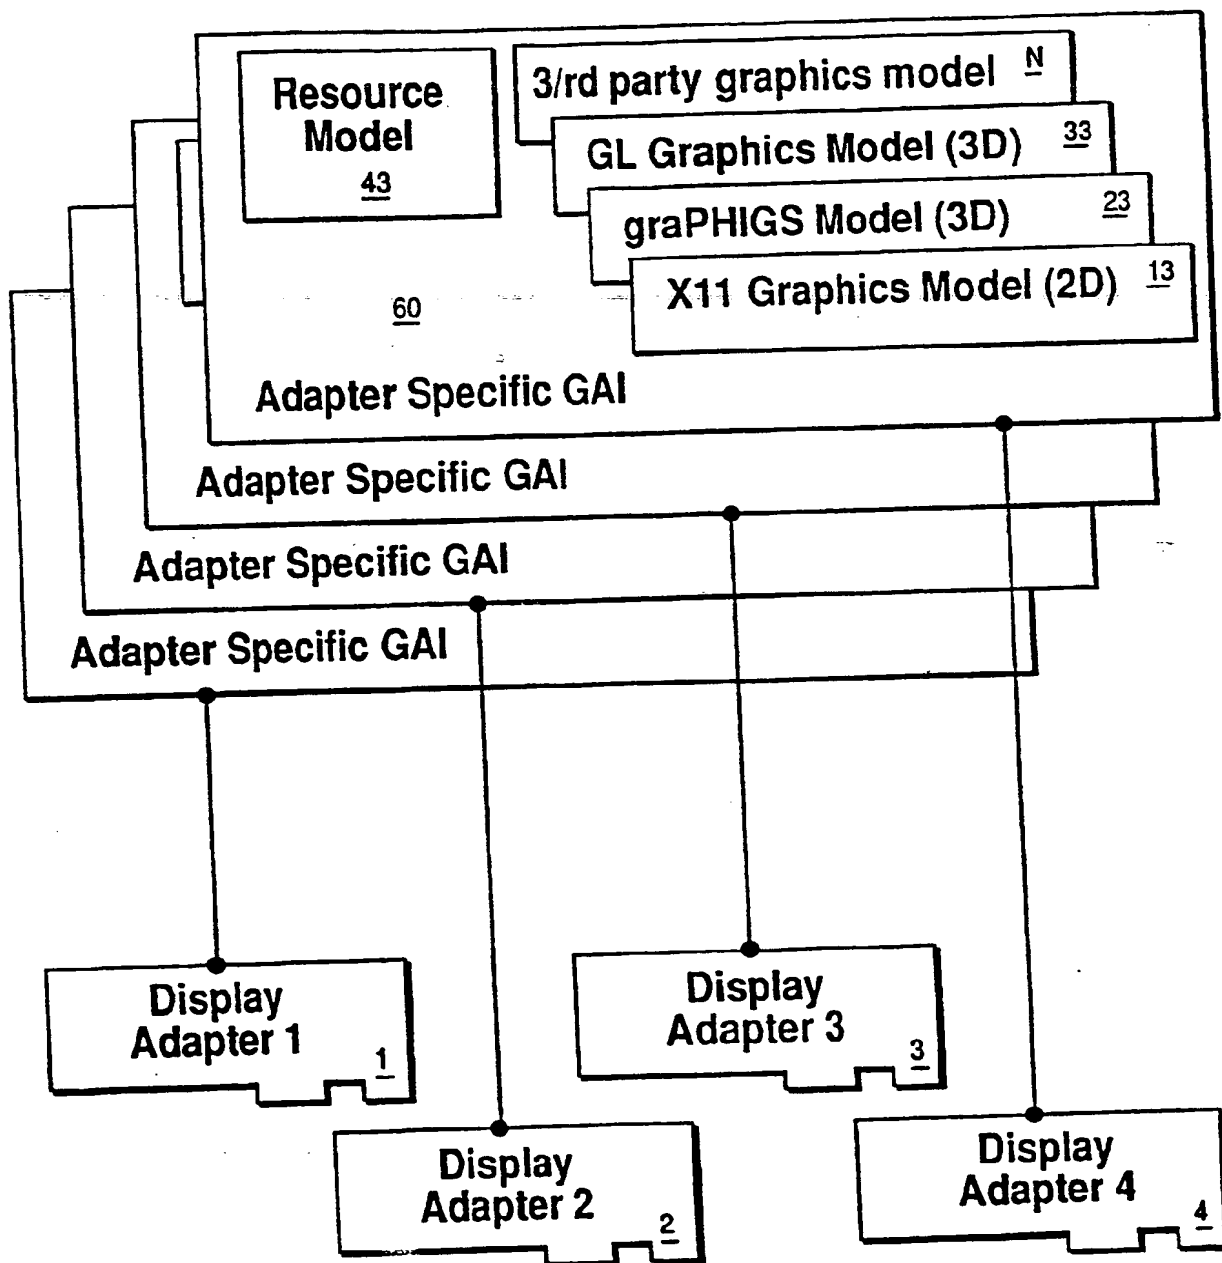 Resource
Model
43
3/rd party graphics model N
GL Graphics Model (3D) 33
graPHIGS Model (3D) 23
X11 Graphics Model (2D) 13
60
Adapter Specific GAI
Adapter Specific GAI
Adapter Specific GAI
Adapter Specific GAI
Display
Adapter 1
1
Display
Adapter 3
3
Display
Adapter 2
2
Display
Adapter 4
4